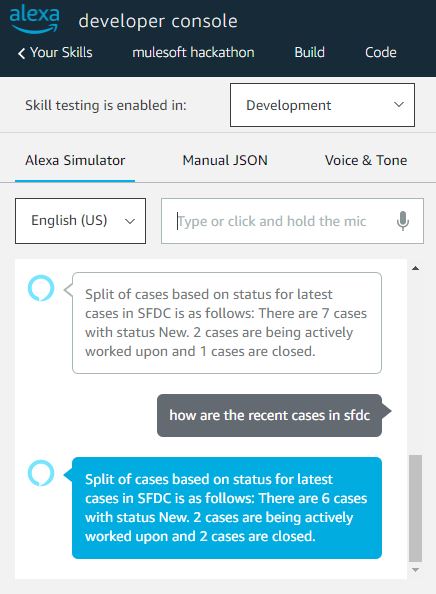 alexa developer console
Your Skills mulesoft hackathon Build Code
Skill testing is enabled in: Development
Alexa Simulator Manual JSON Voice & Tone
English (US) Type or click and hold the mic
Split of cases based on status for latest
cases in SFDC is as follows: There are 7 cases
with status New. 2 cases are being actively
worked upon and 1 cases are closed.
how are the recent cases in sfdc
Split of cases based on status for latest
cases in SFDC is as follows: There are 6 cases
with status New. 2 cases are being actively
worked upon and 2 cases are closed.